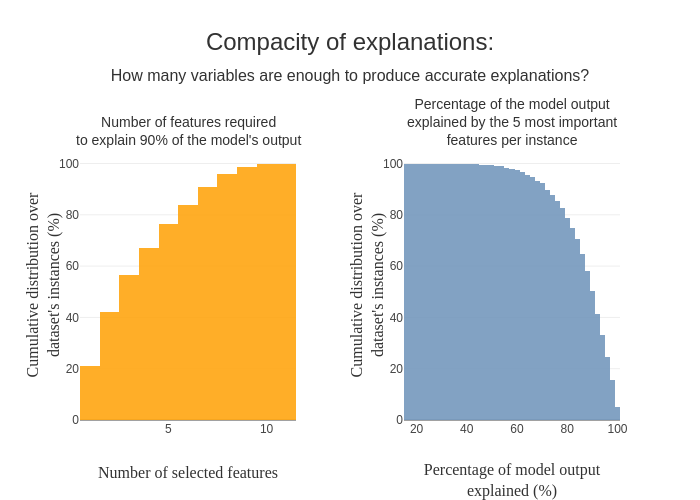 Compacity of explanations:
How many variables are enough to produce accurate explanations?
Number of features required
to explain 90% of the model's output
100
80
60
40
20
0
5
10
Cumulative distribution over
dataset's instances (%)
Number of selected features
Percentage of the model output
explained by the 5 most important
features per instance
100
80
60
40
20
0
20
40
60
80
100
Cumulative distribution over
dataset's instances (%)
Percentage of model output
explained (%)